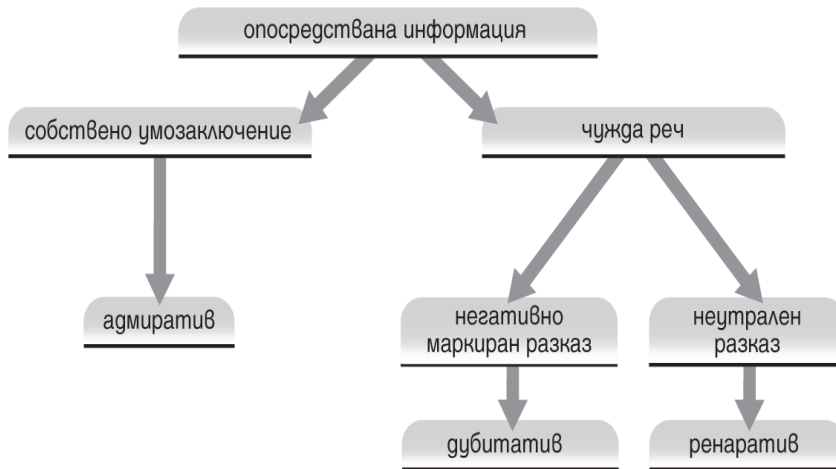 опосредствана информация
собствено умозаключение
чужда реч
адмиратив
негативно
маркиран разказ
неутрален
разказ
дубитатив
ренаратив